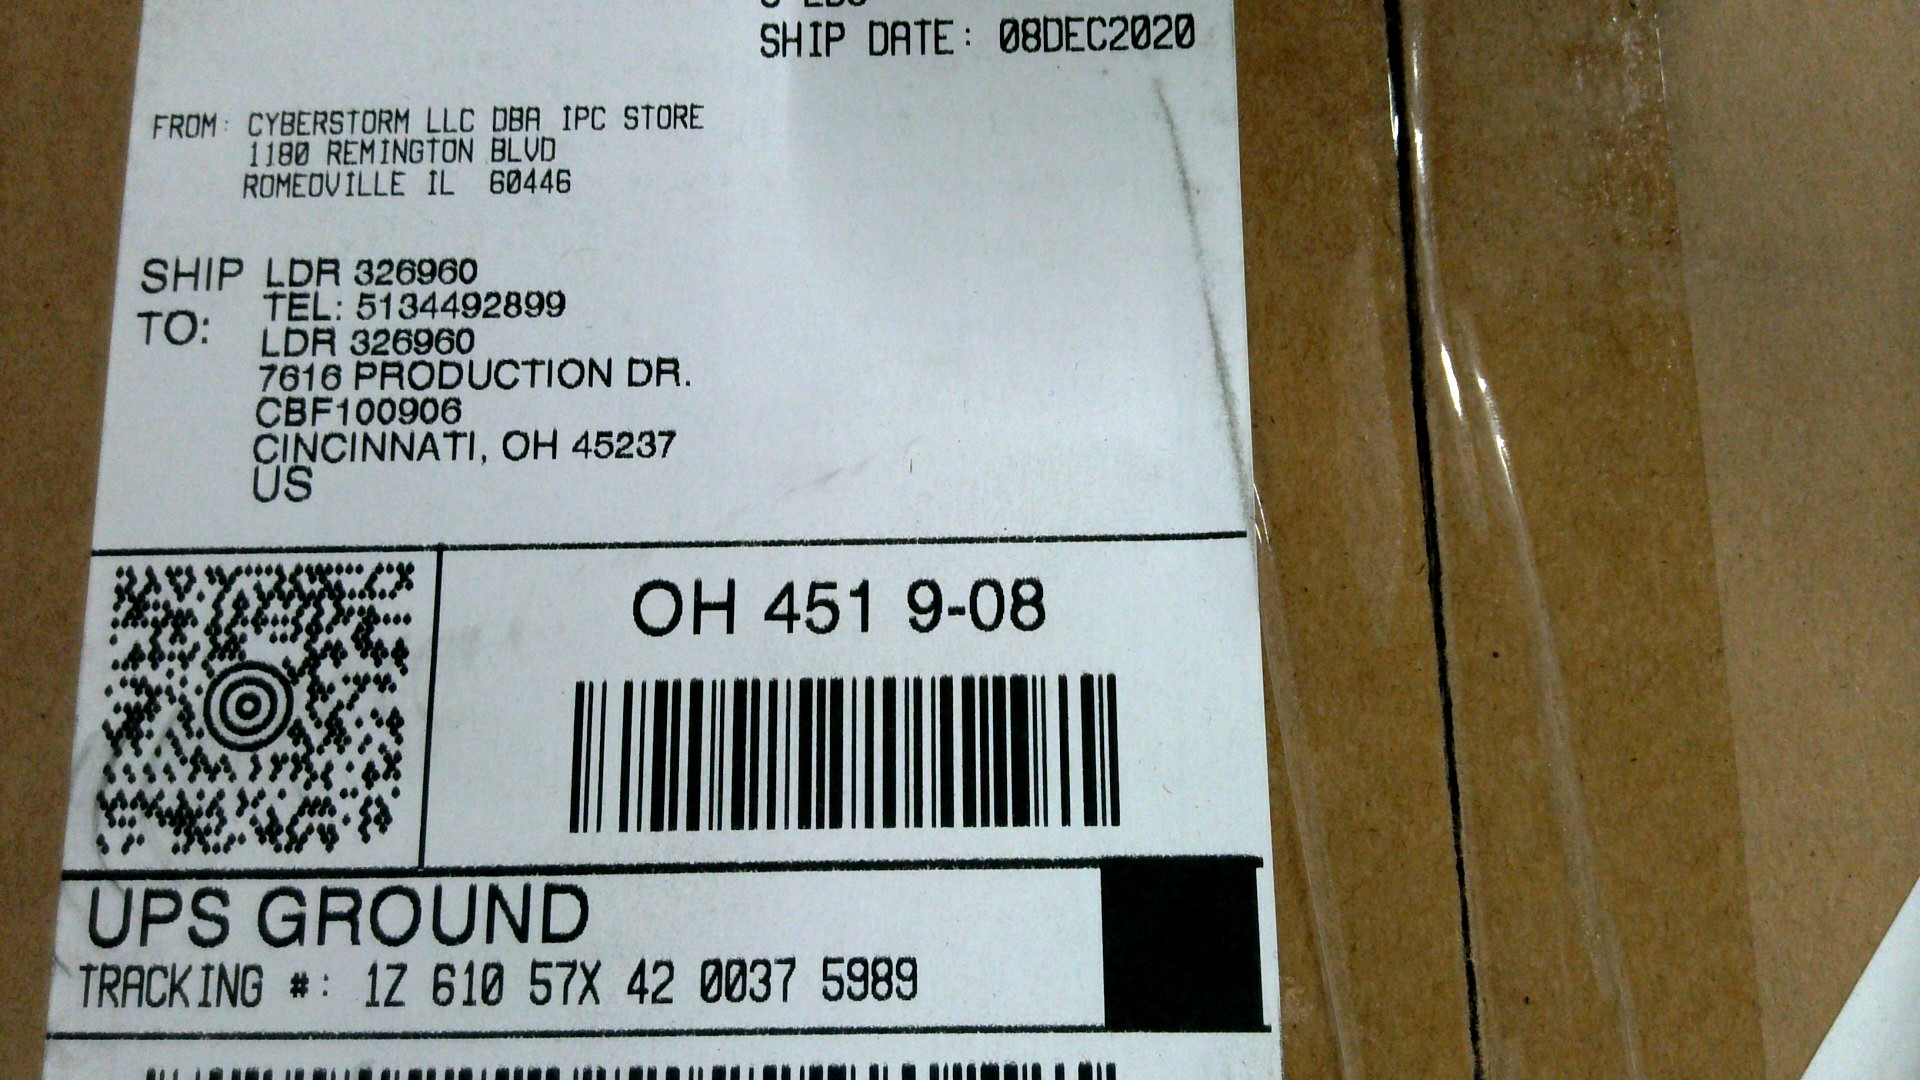 SHIP DATE: 08DEC2020
FROM: CYBERSTORM LLC DBA IPC STORE
1180 REMINGTON BLVD
ROMEOVILLE IL 60446
SHIP TO:
LDR 326960
TEL: 5134492899
LDR 326960
7616 PRODUCTION DR.
CBF100906
CINCINNATI, OH 45237
US
OH 451 9-08
UPS GROUND
TRACKING #: 1Z 610 57X 42 0037 5989